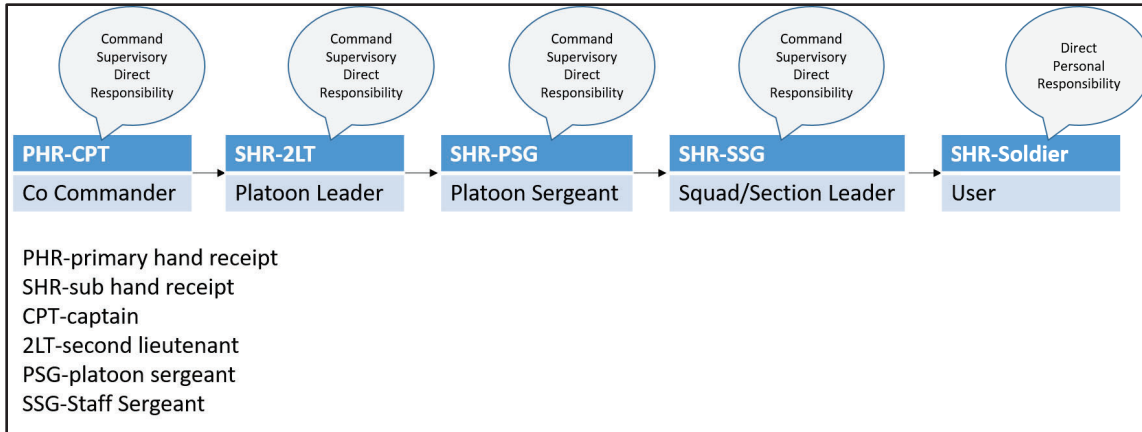 Command
Supervisory
Direct
Responsibility
Command
Supervisory
Direct
Responsibility
Command
Supervisory
Direct
Responsibility
Command
Supervisory
Direct
Responsibility
Direct
Personal
Responsibility
PHR-CPT
Co Commander
SHR-2LT
Platoon Leader
SHR-PSG
Platoon Sergeant
SHR-SSG
Squad/Section Leader
SHR-Soldier
User
PHR-primary hand receipt
SHR-sub hand receipt
CPT-captain
2LT-second lieutenant
PSG-platoon sergeant
SSG-Staff Sergeant